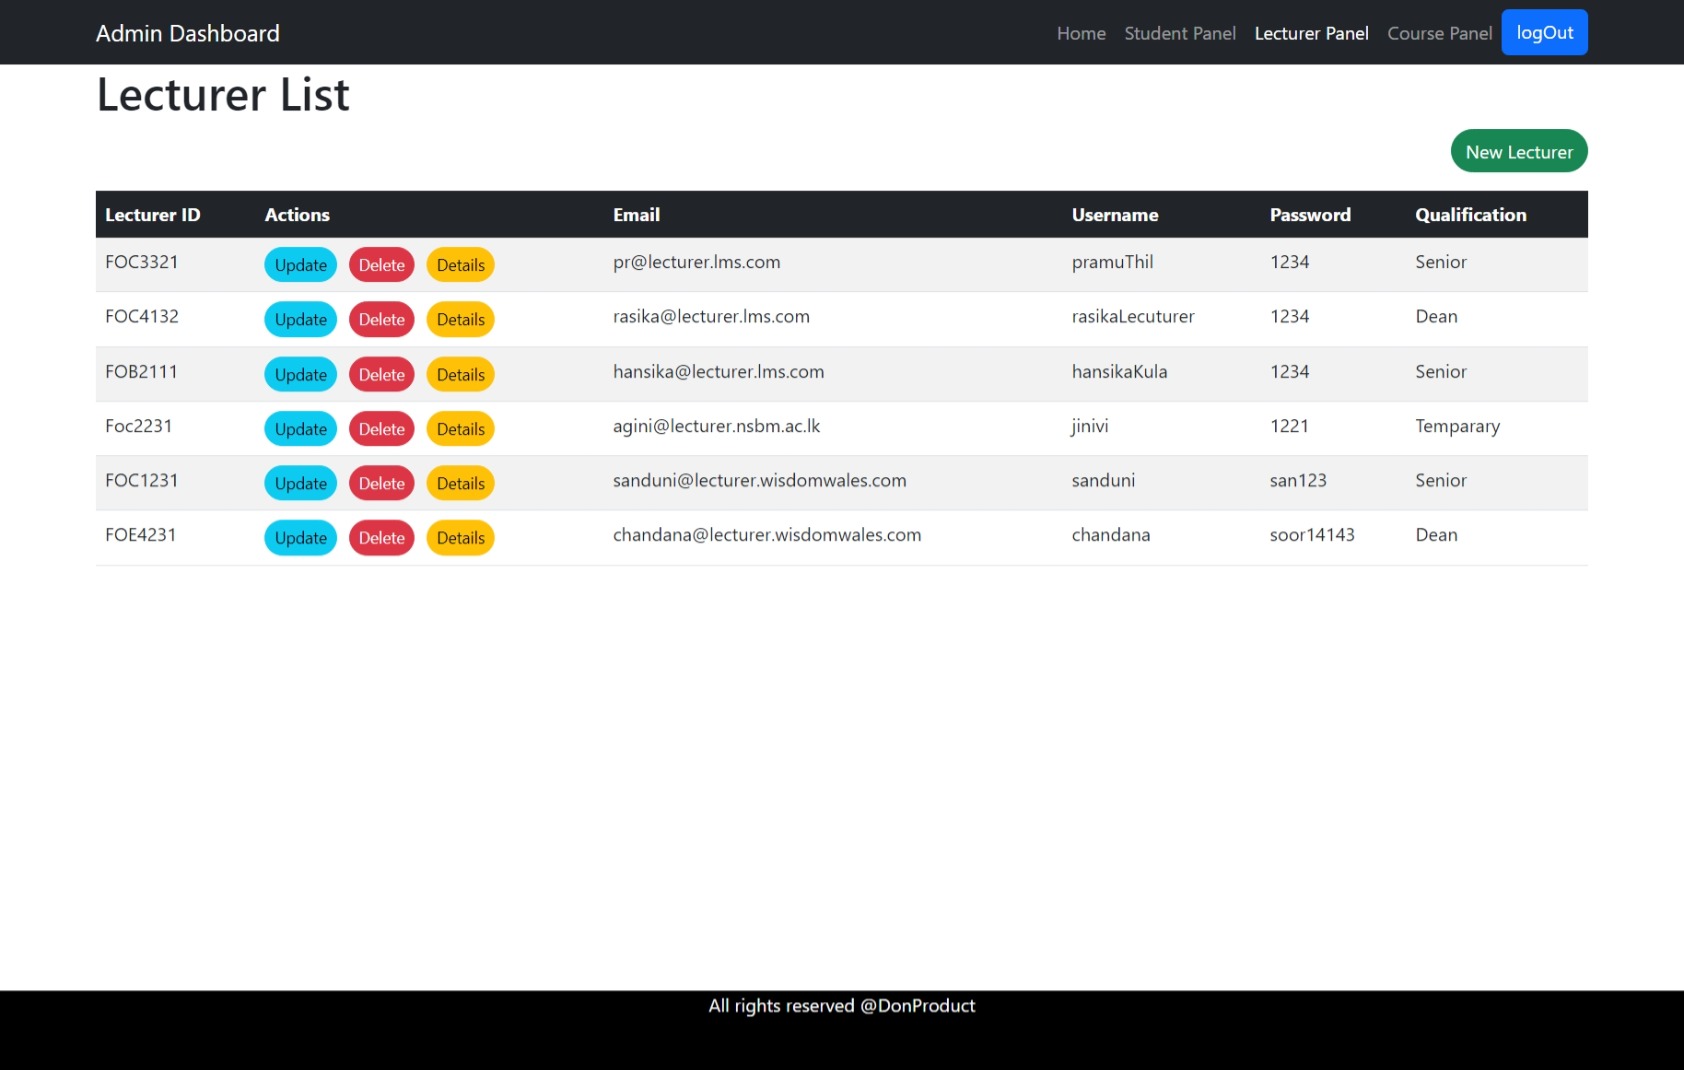 Admin Dashboard Home Student Panel Lecturer Panel Course Panel logOut
Lecturer List
New Lecturer
Lecturer ID Actions Email Username Password Qualification
FOC3321 Update Delete Details pr@lecturer.lms.com pramuThil 1234 Senior
FOC4132 Update Delete Details rasika@lecturer.lms.com rasikaLecuturer 1234 Dean
FOB2111 Update Delete Details hansika@lecturer.lms.com hansikaKula 1234 Senior
Foc2231 Update Delete Details agini@lecturer.nsbm.ac.lk jinivi 1221 Temparary
FOC1231 Update Delete Details sanduni@lecturer.wisdomwales.com sanduni san123 Senior
FOE4231 Update Delete Details chandana@lecturer.wisdomwales.com chandana soor14143 Dean
All rights reserved @DonProduct